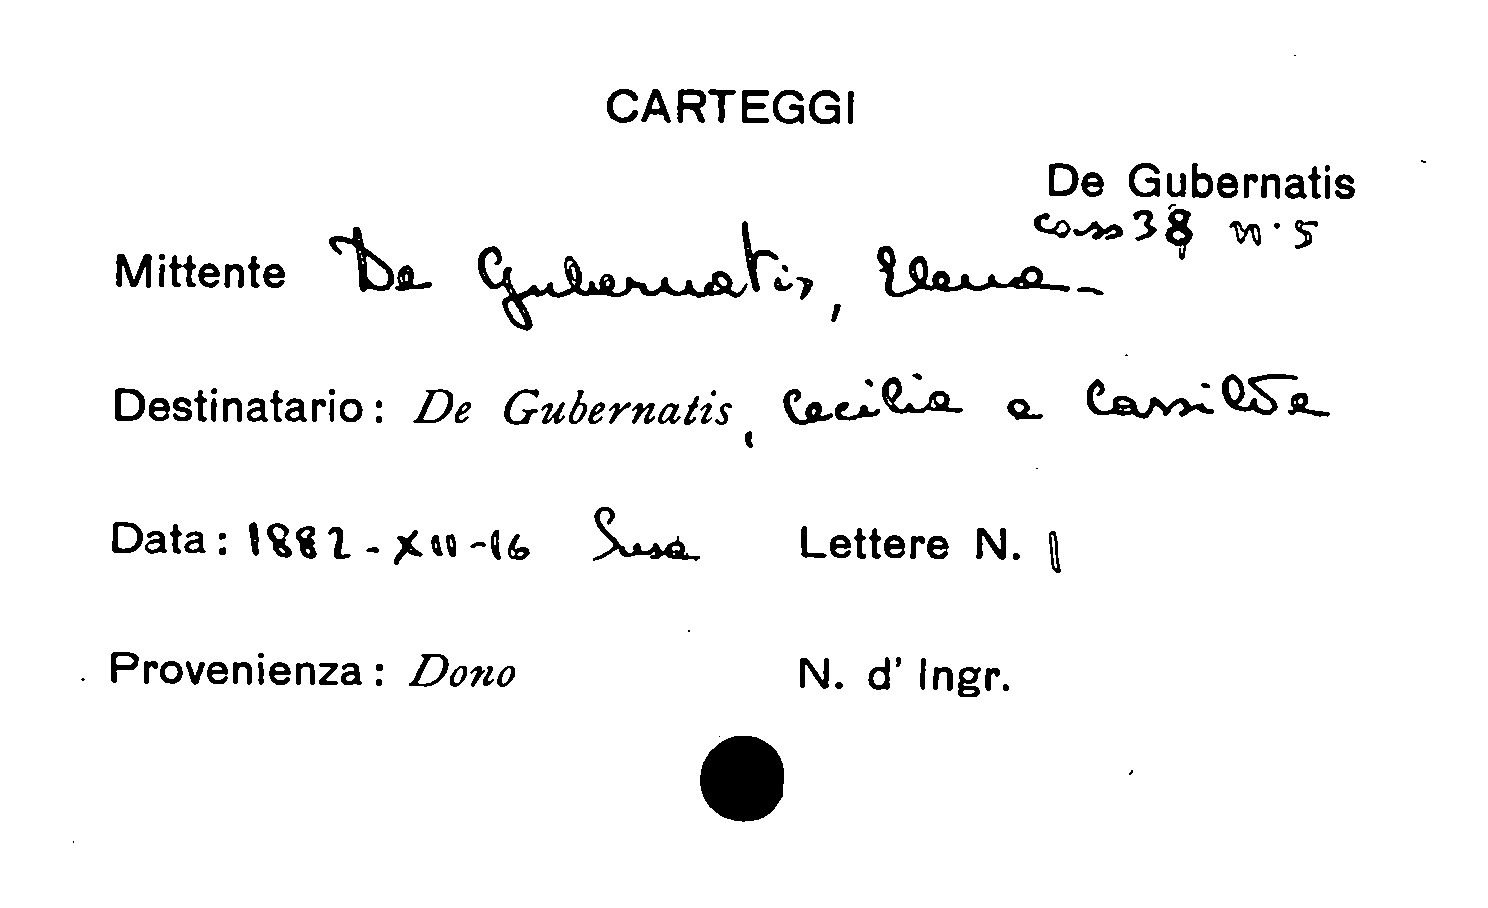 CARTEGGI
De Gubernatis
cass 38 n. 5
Mittente De Gubernatis, Elena-
Destinatario: De Gubernatis, Cecilia e Cassilda
Data: 1882-XII-16 Susa Lettere N. 1
Provenienza: Dono N. d' Ingr.